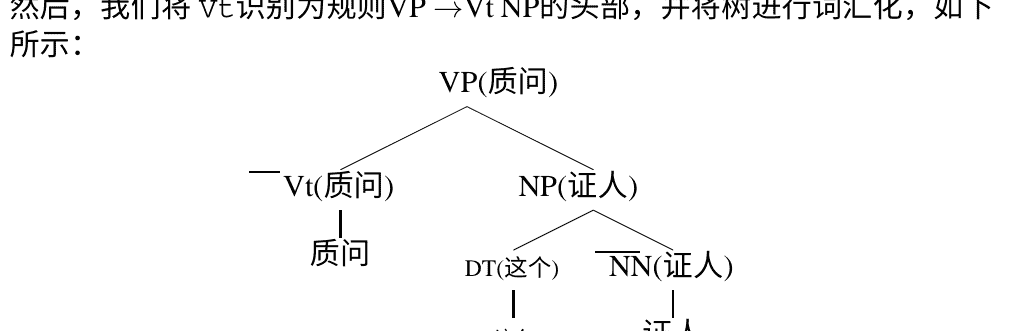 然后，我们将 Vt识别为规则VP →Vt NP的头部，并将树进行词汇化，如下
所示：
VP(质问)
Vt(质问) NP(证人)
质问
DT(这个) NN(证人)
证人